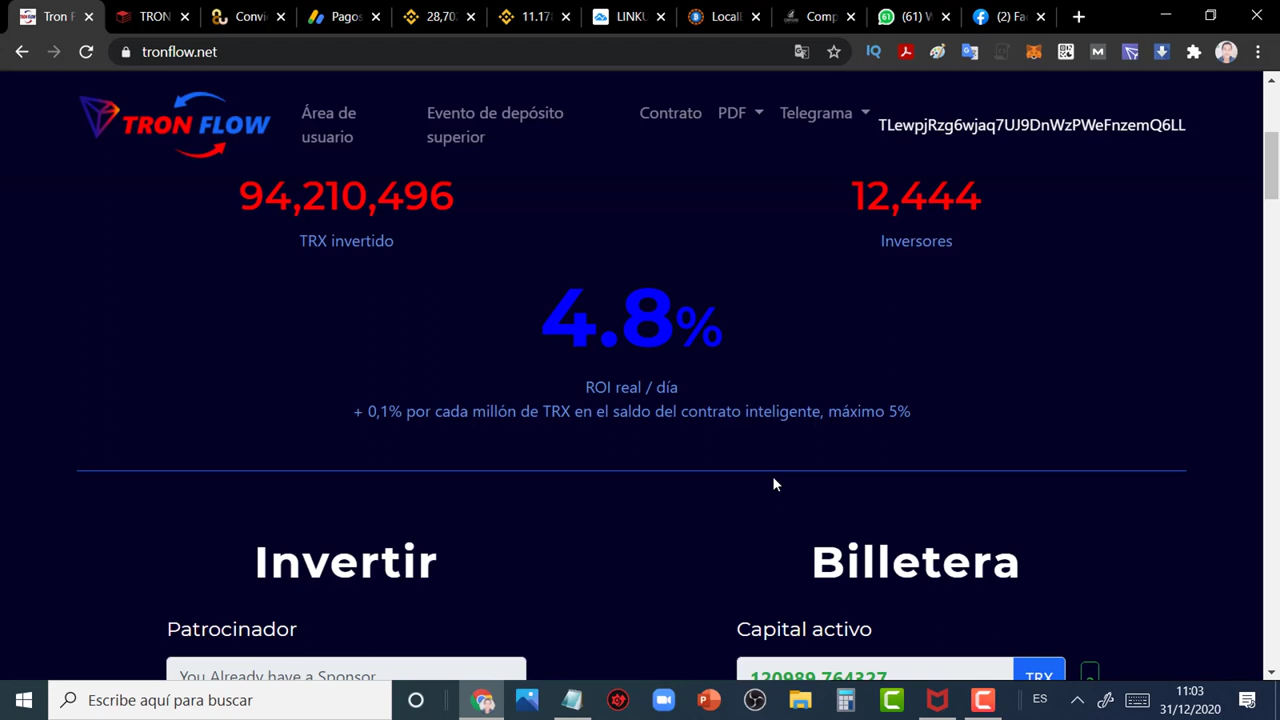 Tron F
TRON
Convi
Pagos
28,70
11.17
LINKU
Local
Comp
(61) W
(2) Fa
tronflow.net
TRON FLOW
Área de usuario
Evento de depósito superior
Contrato
PDF
Telegrama
TLewpjRzg6wjaq7UJ9DnWzPWeFnzemQ6LL
94,210,496
TRX invertido
12,444
Inversores
4.8%
ROI real / día
+ 0,1% por cada millón de TRX en el saldo del contrato inteligente, máximo 5%
Invertir
Billetera
Patrocinador
Capital activo
You Already have a Sponsor
120989.764327
TRX
Escribe aquí para buscar
ES
11:03
31/12/2020